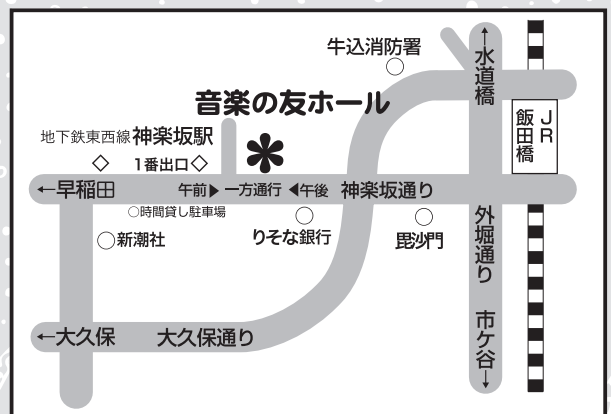 牛込消防署
←水道橋
音楽の友ホール
JR
飯田橋
地下鉄東西線 神楽坂駅
1番出口
←早稲田
午前▶一方通行◀午後
神楽坂通り
時間貸し駐車場
新潮社
りそな銀行
毘沙門
外堀通り
←大久保
大久保通り
市ケ谷→